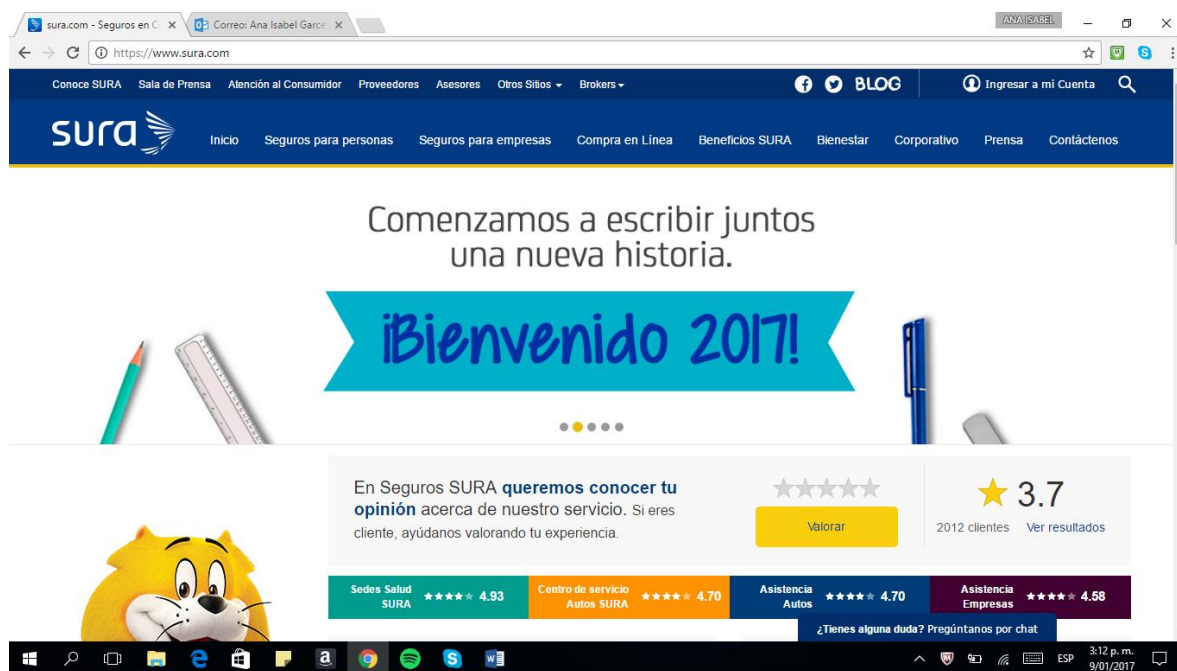 sura.com - Seguros en C
Correo: Ana Isabel Garcé
ANA ISABEL
https://www.sura.com
Conoce SURA Sala de Prensa Atención al Consumidor Proveedores Asesores Otros Sitios Brokers BLOG Ingresar a mi Cuenta
sura
Inicio Seguros para personas Seguros para empresas Compra en Línea Beneficios SURA Bienestar Corporativo Prensa Contáctenos
Comenzamos a escribir juntos
una nueva historia.
¡Bienvenido 2017!
En Seguros SURA queremos conocer tu
opinión acerca de nuestro servicio. Si eres
cliente, ayúdanos valorando tu experiencia.
Valorar
3.7
2012 clientes Ver resultados
Sedes Salud
SURA
4.93
Centro de servicio
Autos SURA
4.70
Asistencia
Autos
4.70
Asistencia
Empresas
4.58
¿Tienes alguna duda? Pregúntanos por chat
ESP
3:12 p. m.
9/01/2017